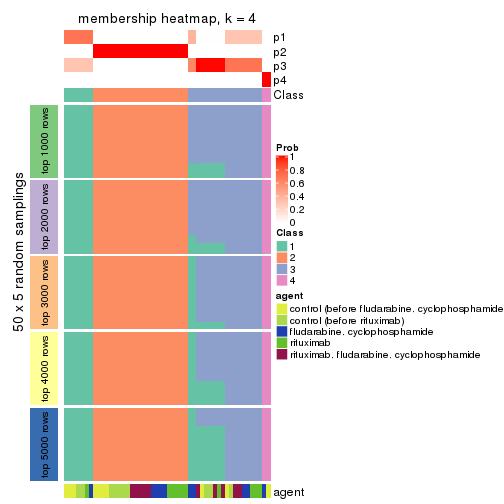 membership heatmap, k = 4
p1
p2
p3
p4
Class
50 x 5 random samplings
top 1000 rows
top 2000 rows
top 3000 rows
top 4000 rows
top 5000 rows
Prob
1
0.8
0.6
0.4
0.2
0
Class
1
2
3
4
agent
control (before fludarabine. cyclophosphamide
control (before rituximab)
fludarabine. cyclophosphamide
rituximab
rituximab. fludarabine. cyclophosphamide
agent